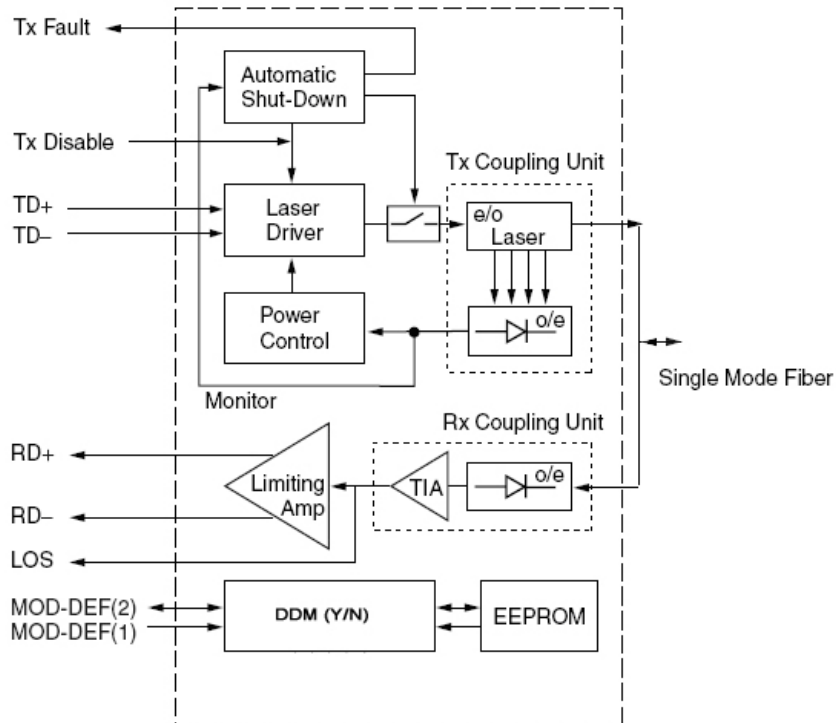 Tx Fault
Automatic
Shut-Down
Tx Disable
Tx Coupling Unit
TD+
TD–
Laser
Driver
e/o
Laser
Power
Control
o/e
Monitor
Single Mode Fiber
Rx Coupling Unit
RD+
RD–
Limiting
Amp
TIA
o/e
LOS
MOD-DEF(2)
MOD-DEF(1)
DDM (Y/N)
EEPROM